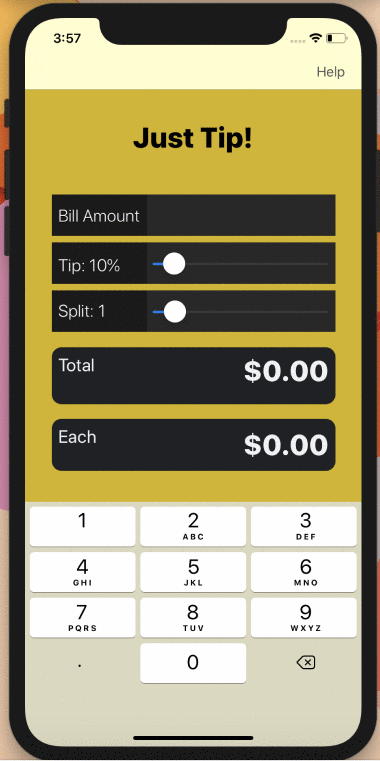 3:57
Help
Just Tip!
Bill Amount
Tip: 10%
Split: 1
Total
$0.00
Each
$0.00
1 2 3
ABC DEF
4 5 6
GHI JKL MNO
7 8 9
PQRS TUV WXYZ
. 0